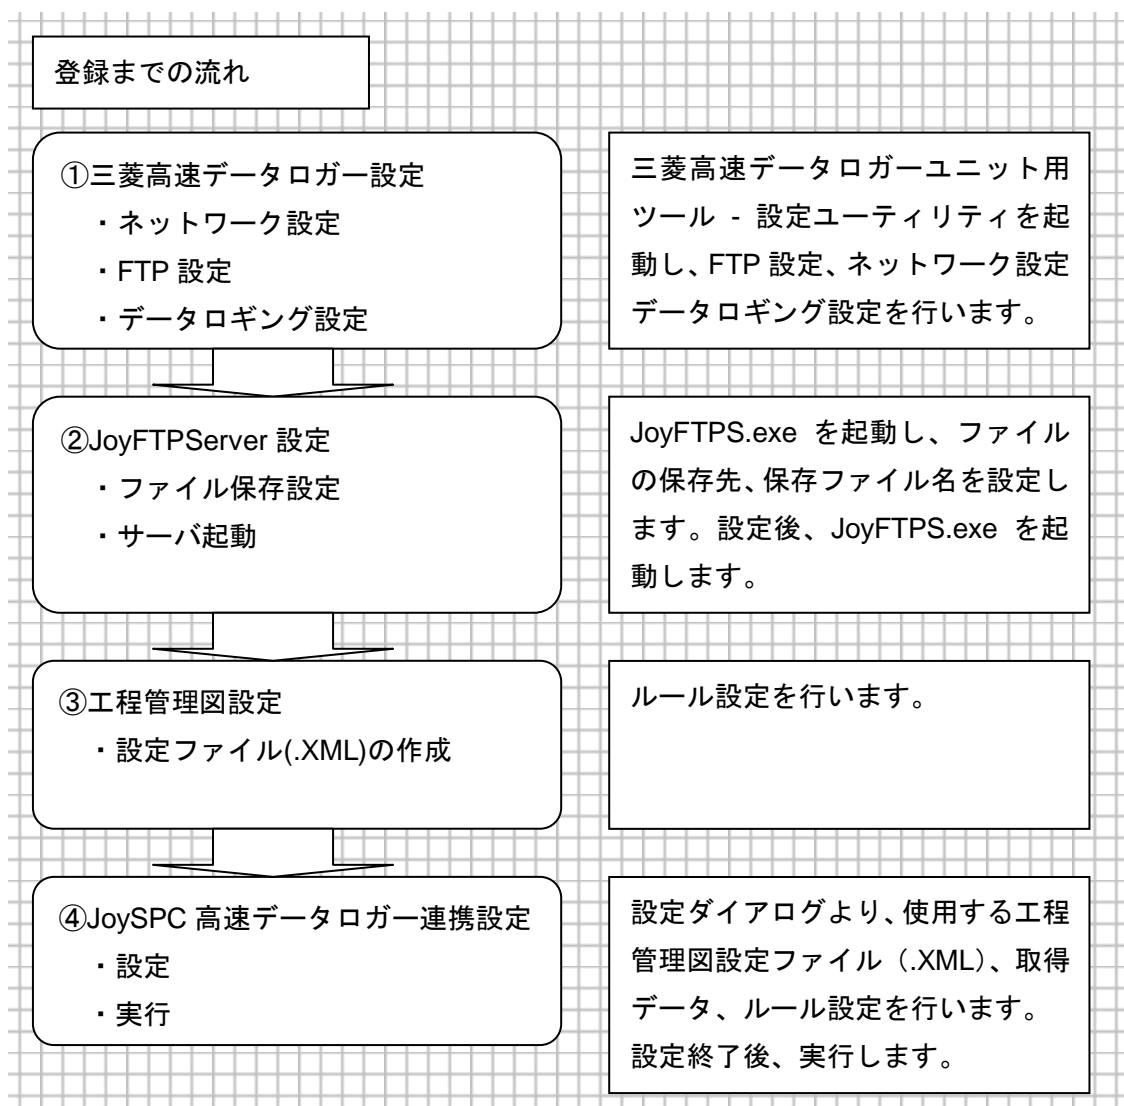 登録までの流れ
①三菱高速データロガー設定
・ネットワーク設定
・FTP 設定
・データロギング設定
三菱高速データロガーユニット用
ツール - 設定ユーティリティを起
動し、FTP 設定、ネットワーク設定
データロギング設定を行います。
②JoyFTPServer 設定
・ファイル保存設定
・サーバ起動
JoyFTPS.exe を起動し、ファイル
の保存先、保存ファイル名を設定し
ます。設定後、JoyFTPS.exe を起
動します。
③工程管理図設定
・設定ファイル(.XML)の作成
ルール設定を行います。
④JoySPC 高速データロガー連携設定
・設定
・実行
設定ダイアログより、使用する工程
管理図設定ファイル（.XML）、取得
データ、ルール設定を行います。
設定終了後、実行します。